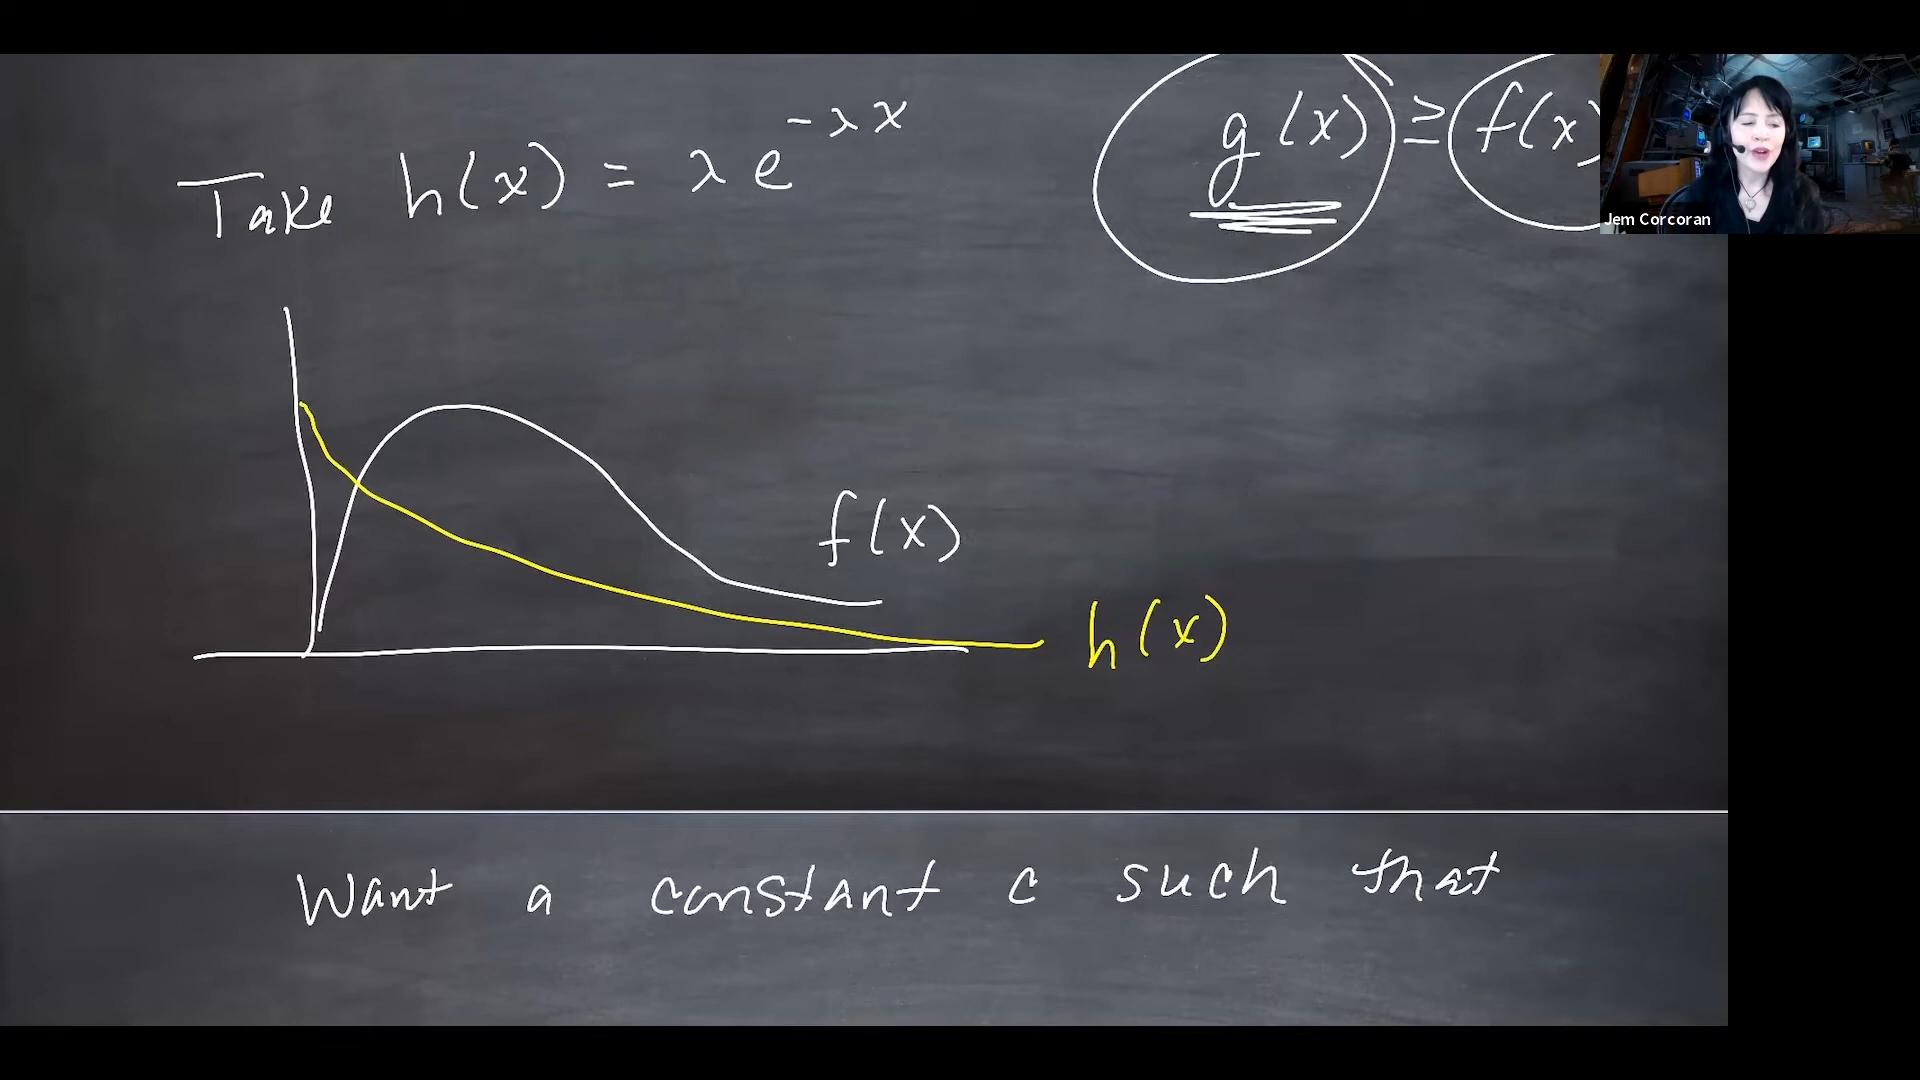 Take h(x) = λe^{-λx}
g(x) ≥ f(x)
Jem Corcoran
f(x)
h(x)
Want a constant c such that